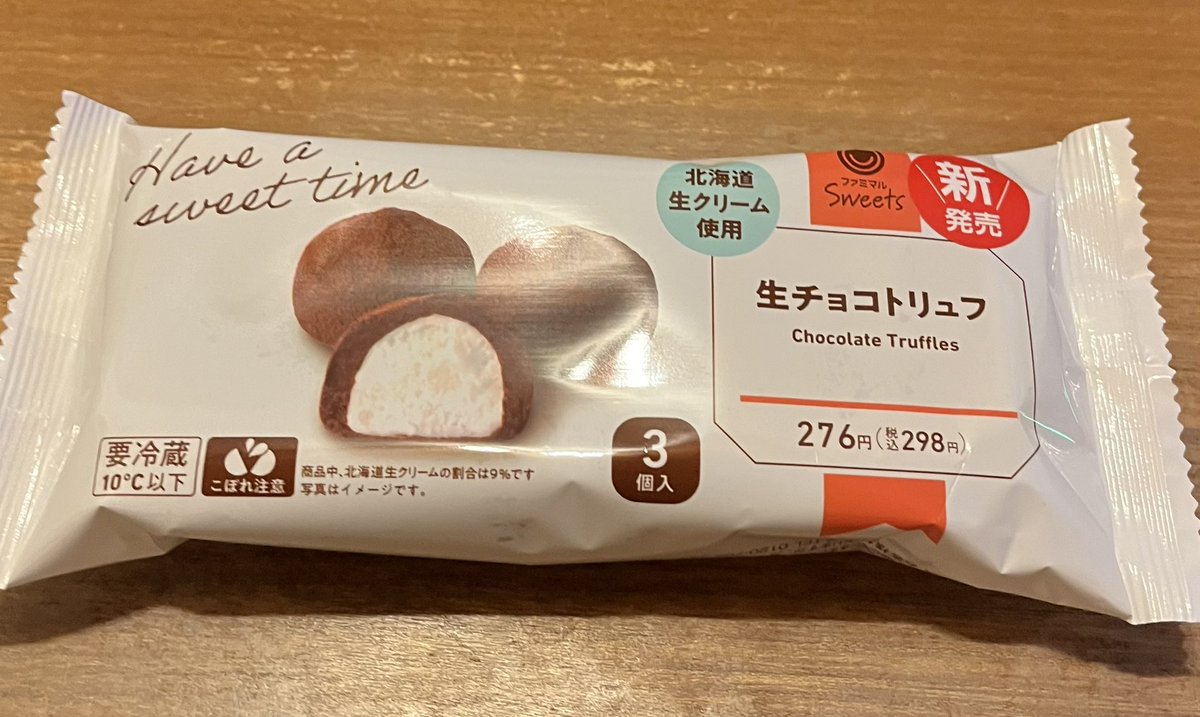 Have a
sweet time
北海道
生クリーム
使用
ファミマル
Sweets
新
発売
生チョコトリュフ
Chocolate Truffles
276円(税込298円)
要冷蔵
10℃以下
こぼれ注意
商品中、北海道生クリームの割合は9%です
写真はイメージです。
3
個入